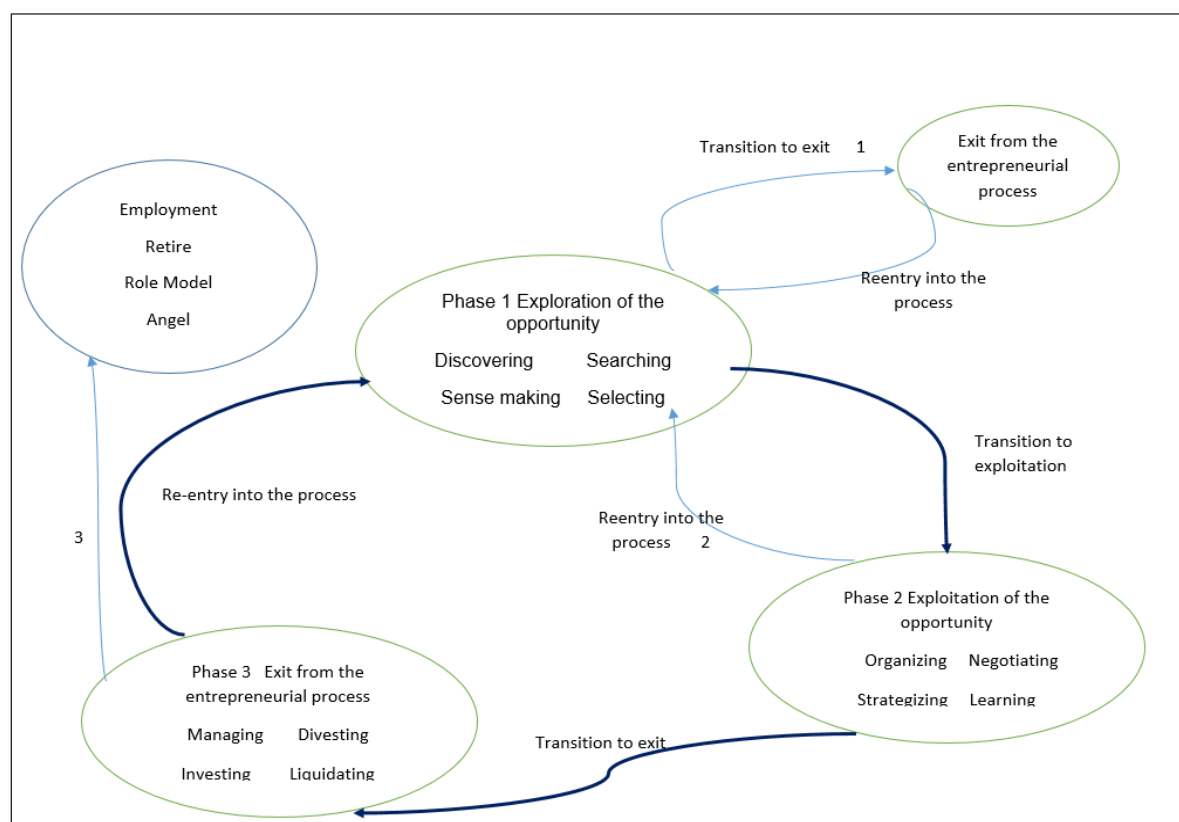 Transition to exit 1
Exit from the
entrepreneurial
process
Reentry into the
process
Employment
Retire
Role Model
Angel
Phase 1 Exploration of the
opportunity
Discovering Searching
Sense making Selecting
Transition to
exploitation
Re-entry into the process
3
Reentry into the
process 2
Phase 2 Exploitation of the
opportunity
Organizing Negotiating
Strategizing Learning
Phase 3 Exit from the
entrepreneurial process
Managing Divesting
Investing Liquidating
Transition to exit